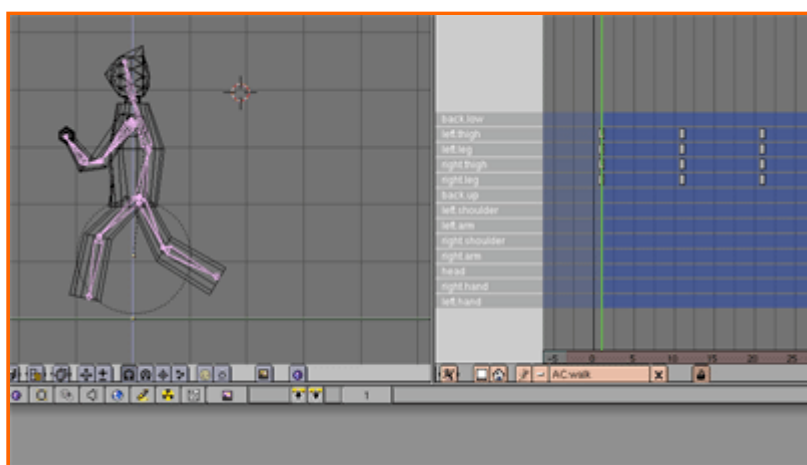 back.low
left.thigh
left.leg
right.thigh
right.leg
back.up
left.shoulder
left.arm
right.shoulder
right.arm
head
right.hand
left.hand
-5 0 5 10 15 20 25
AC:walk
1